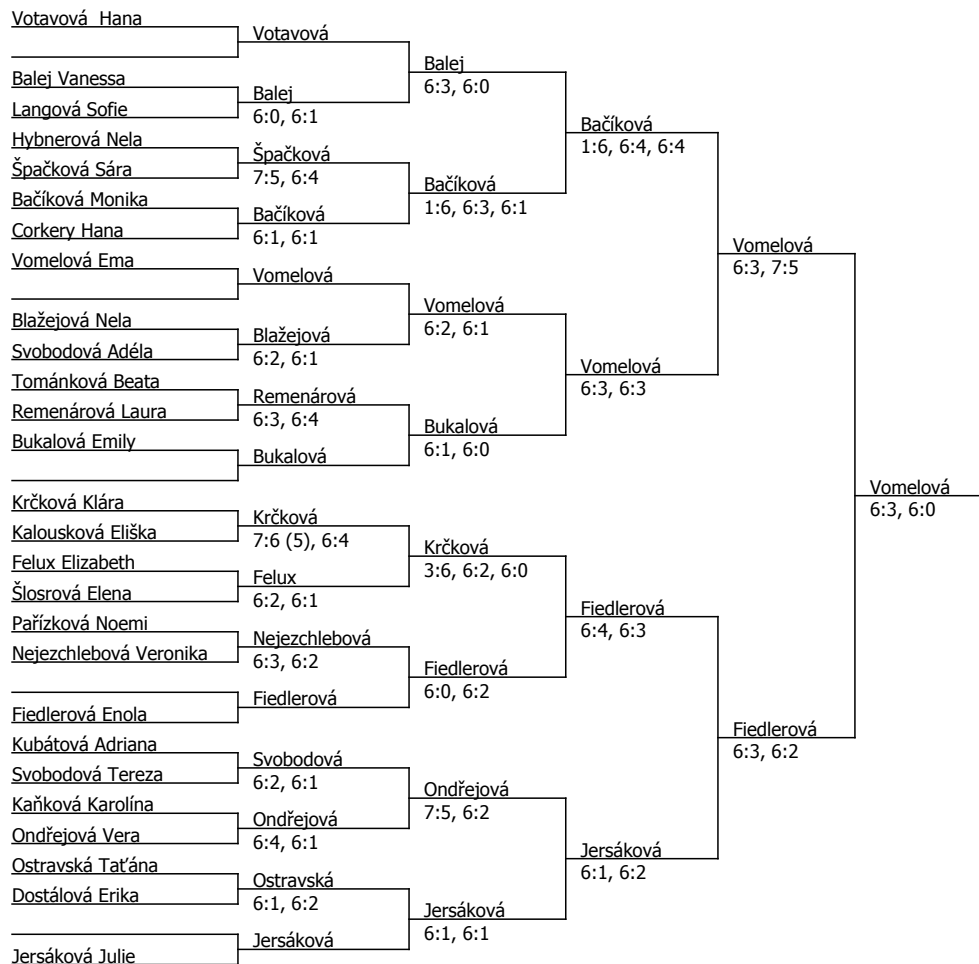 Votavová  Hana
Balej Vanessa
Langová Sofie
Hybnerová Nela
Špačková Sára
Bačíková Monika
Corkery Hana
Vomelová Ema
Blažejová Nela
Svobodová Adéla
Tománková Beata
Remenárová Laura
Bukalová Emily
Krčková Klára
Kalousková Eliška
Felux Elizabeth
Šlosrová Elena
Pařízková Noemi
Nejezchlebová Veronika
Fiedlerová Enola
Kubátová Adriana
Svobodová Tereza
Kaňková Karolína
Ondřejová Vera
Ostravská Taťána
Dostálová Erika
Jersáková Julie
Votavová
Balej
6:0, 6:1
Špačková
7:5, 6:4
Bačíková
6:1, 6:1
Vomelová
Blažejová
6:2, 6:1
Remenárová
6:3, 6:4
Bukalová
Krčková
7:6 (5), 6:4
Felux
6:2, 6:1
Nejezchlebová
6:3, 6:2
Fiedlerová
Svobodová
6:2, 6:1
Ondřejová
6:4, 6:1
Ostravská
6:1, 6:2
Jersáková
Balej
6:3, 6:0
Bačíková
1:6, 6:3, 6:1
Vomelová
6:2, 6:1
Bukalová
6:1, 6:0
Krčková
3:6, 6:2, 6:0
Fiedlerová
6:0, 6:2
Ondřejová
7:5, 6:2
Jersáková
6:1, 6:1
Bačíková
1:6, 6:4, 6:4
Vomelová
6:3, 6:3
Fiedlerová
6:4, 6:3
Jersáková
6:1, 6:2
Vomelová
6:3, 7:5
Fiedlerová
6:3, 6:2
Vomelová
6:3, 6:0